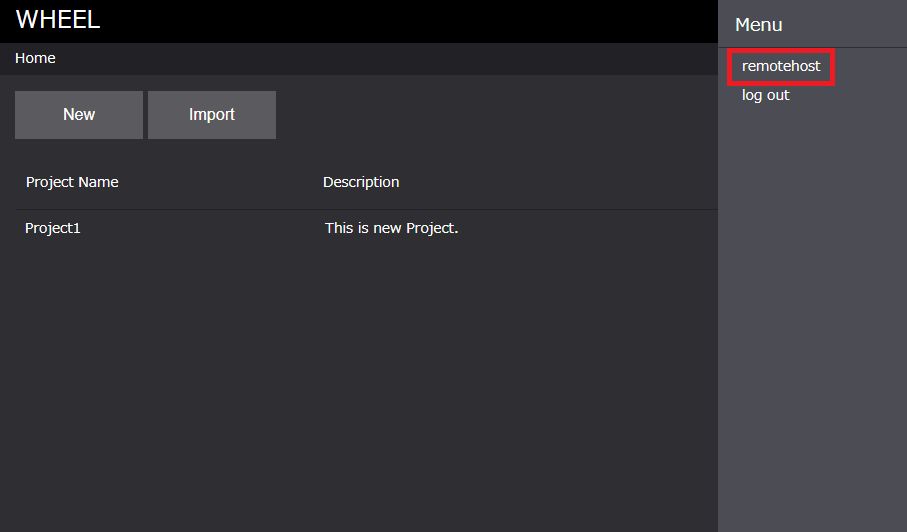 WHEEL
Home
New Import
Project Name Description
Project1 This is new Project.
Menu
remotehost
log out